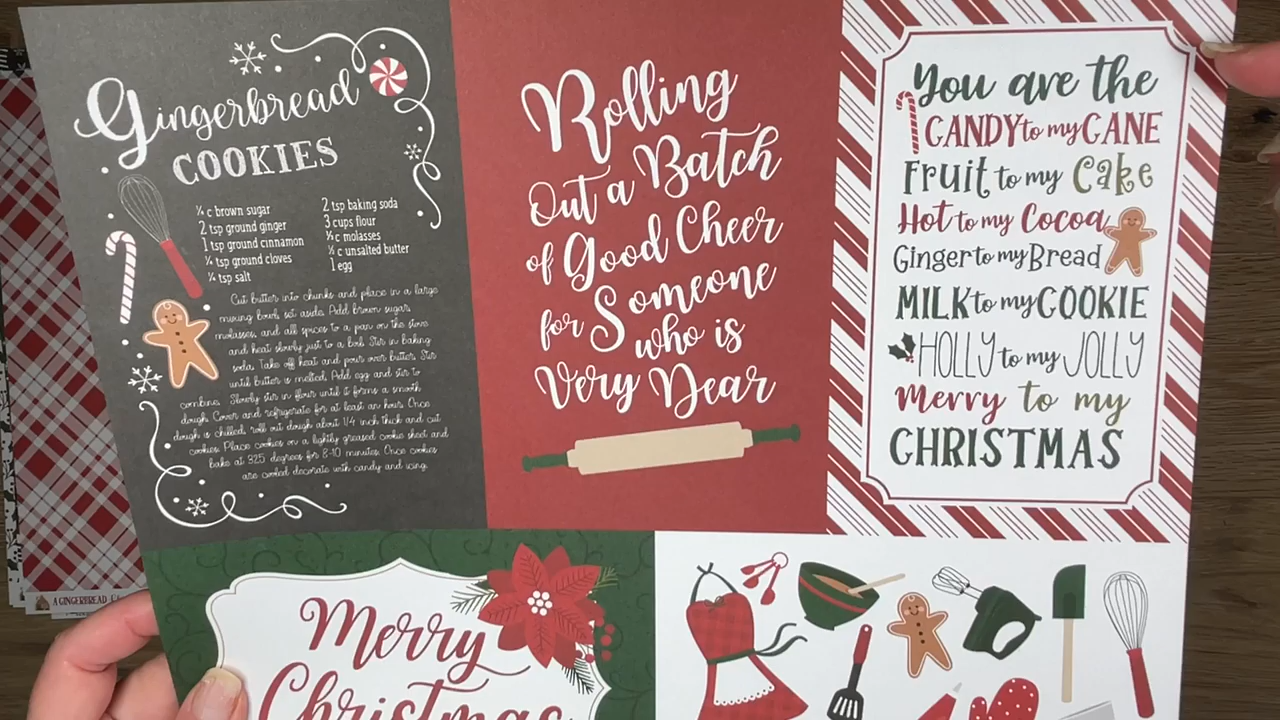 Gingerbread
COOKIES
¾ c brown sugar
2 tsp ground ginger
1 tsp ground cinnamon
¼ tsp ground cloves
¼ tsp salt
2 tsp baking soda
3 cups flour
⅔ c molasses
⅔ c unsalted butter
1 egg
Cut butter into chunks and place in a large
mixing bowl, set aside. Add brown sugar,
molasses, and all spices to a pan on the stove
and heat slowly just to a boil. Stir in baking
soda. Take off heat and pour over butter. Stir
until butter is melted. Add egg and stir to
combine. Slowly stir in flour until it forms a smooth
dough. Cover and refrigerate for at least an hour. Once
dough is chilled, roll out dough about 1/4 inch thick and cut
cookies. Place cookies on a lightly greased cookie sheet and
bake at 325 degrees for 8-10 minutes. Once cookies
are cooled decorate with candy and icing.
Rolling
Out a Batch
of Good Cheer
for Someone
who is
Very Dear
You are the
CANDY to my CANE
Fruit to my Cake
Hot to my Cocoa
Ginger to my Bread
MILK to my COOKIE
HOLLY to my JOLLY
Merry to my
CHRISTMAS
Merry
Christmas
A GINGERBREAD